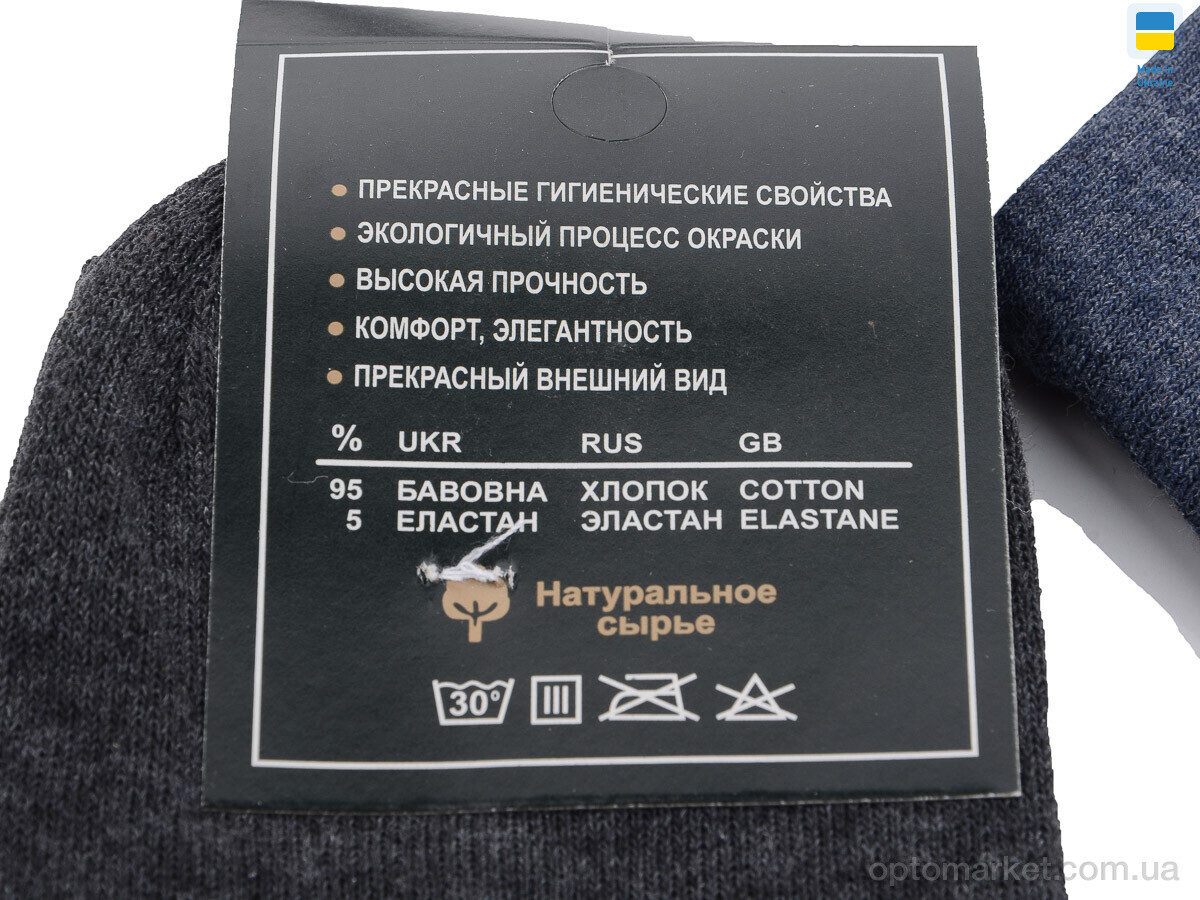 ПРЕКРАСНЫЕ ГИГИЕНИЧЕСКИЕ СВОЙСТВА
ЭКОЛОГИЧНЫЙ ПРОЦЕСС ОКРАСКИ
ВЫСОКАЯ ПРОЧНОСТЬ
КОМФОРТ, ЭЛЕГАНТНОСТЬ
ПРЕКРАСНЫЙ ВНЕШНИЙ ВИД
% UKR RUS GB
95 БАВОВНА ХЛОПОК COTTON
5 ЕЛАСТАН ЭЛАСТАН ELASTANE
Натуральное
сырье
30°
optomarket.com.ua